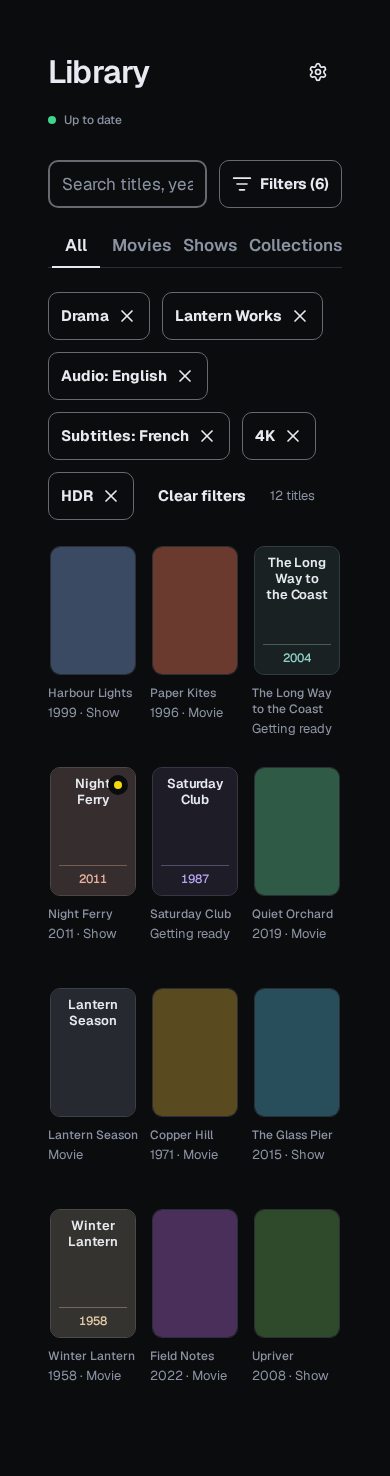 Library
Up to date
Search titles, yea
Filters (6)
All Movies Shows Collections
Drama
Lantern Works
Audio: English
Subtitles: French
4K
HDR
Clear filters
12 titles
The Long
Way to
the Coast
2004
Harbour Lights
1999 · Show
Paper Kites
1996 · Movie
The Long Way
to the Coast
Getting ready
Night
Ferry
2011
Saturday
Club
1987
Night Ferry
2011 · Show
Saturday Club
Getting ready
Quiet Orchard
2019 · Movie
Lantern
Season
Lantern Season
Movie
Copper Hill
1971 · Movie
The Glass Pier
2015 · Show
Winter
Lantern
1958
Winter Lantern
1958 · Movie
Field Notes
2022 · Movie
Upriver
2008 · Show